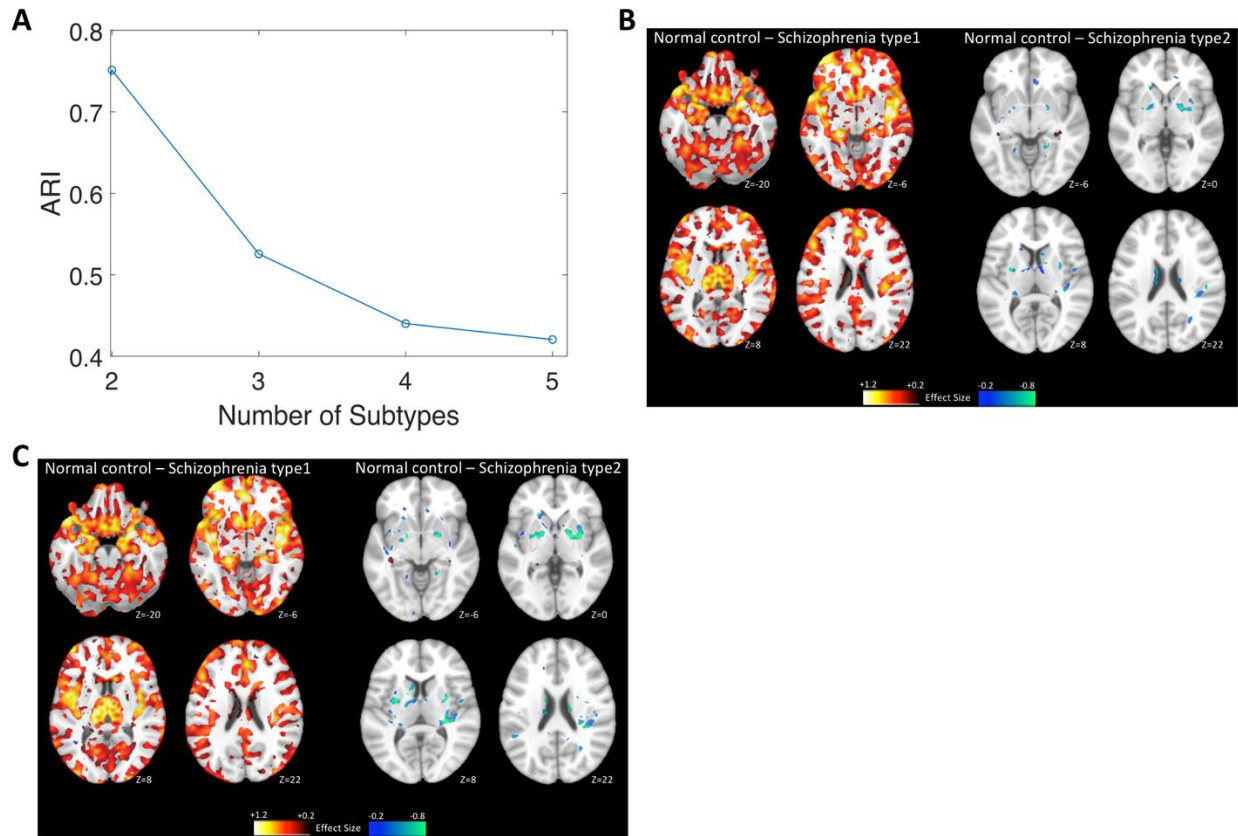 A
0.8
0.7
0.6
0.5
0.4
ARI
2 3 4 5
Number of Subtypes
B
Normal control – Schizophrenia type1 Normal control – Schizophrenia type2
Z=-20 Z=-6 Z=-6 Z=0
Z=8 Z=22 Z=8 Z=22
+1.2 +0.2 Effect Size -0.2 -0.8
C
Normal control – Schizophrenia type1 Normal control – Schizophrenia type2
Z=-20 Z=-6 Z=-6 Z=0
Z=8 Z=22 Z=8 Z=22
+1.2 +0.2 Effect Size -0.2 -0.8